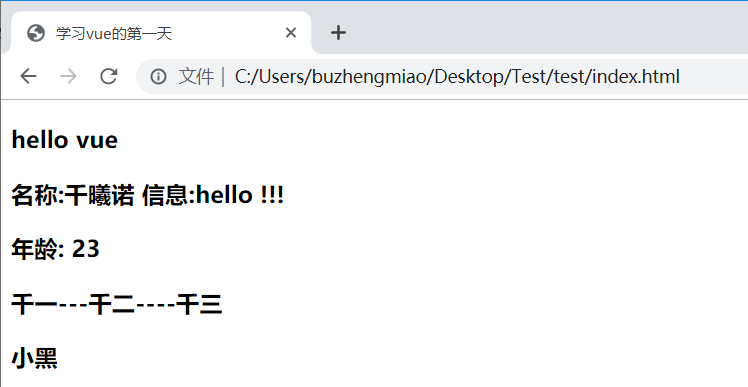 学习vue的第一天
文件 | C:/Users/buzhengmiao/Desktop/Test/test/index.html
hello vue
名称:千曦诺 信息:hello !!!
年龄: 23
千一---千二----千三
小黑